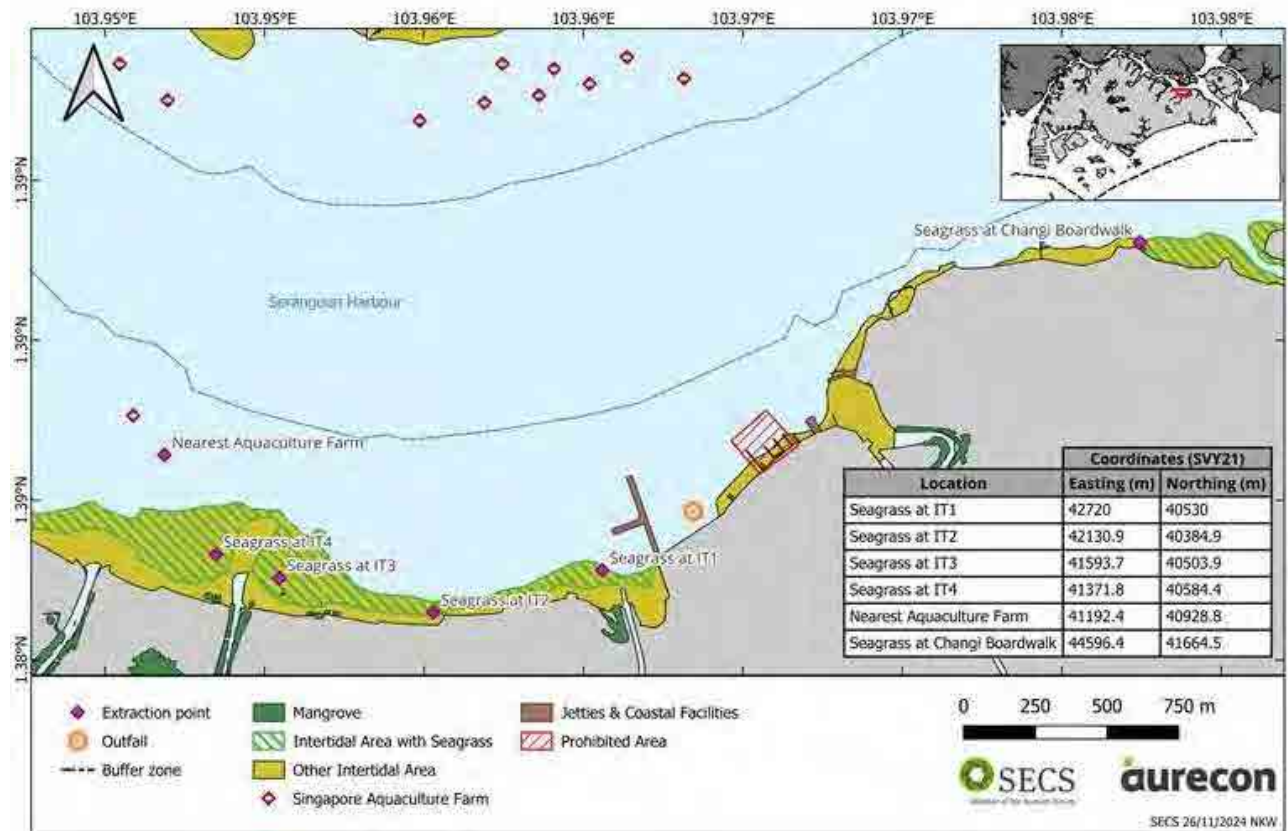 103.95°E 103.95°E 103.96°E 103.96°E 103.97°E 103.97°E 103.98°E 103.98°E
1.39°N
1.39°N
1.39°N
1.38°N
Seagrass at Changi Boardwalk
Serangoon Harbour
Nearest Aquaculture Farm
Seagrass at IT4
Seagrass at IT3
Seagrass at IT2
Seagrass at IT1
Coordinates (SVY21)
Location Easting (m) Northing (m)
Seagrass at IT1 42720 40530
Seagrass at IT2 42130.9 40384.9
Seagrass at IT3 41593.7 40503.9
Seagrass at IT4 41371.8 40584.4
Nearest Aquaculture Farm 41192.4 40928.8
Seagrass at Changi Boardwalk 44596.4 41664.5
Extraction point
Outfall
Buffer zone
Mangrove
Intertidal Area with Seagrass
Other Intertidal Area
Singapore Aquaculture Farm
Jetties & Coastal Facilities
Prohibited Area
0 250 500 750 m
SECS
aurecon
SECS 26/11/2024 NKW